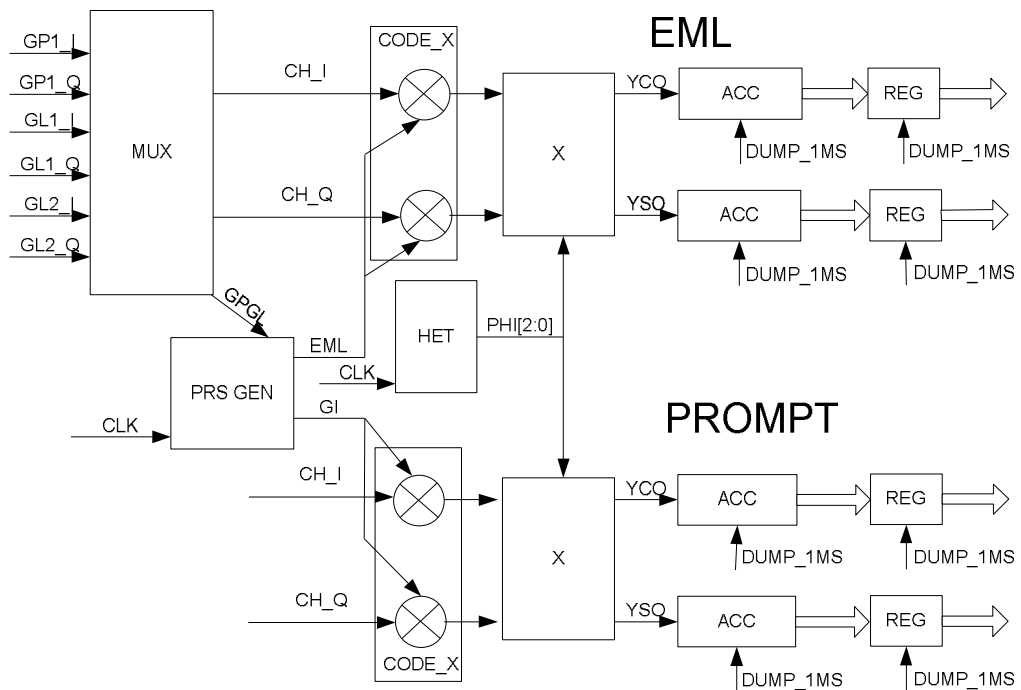 EML
CODE_X
GP1_I
GP1_Q
GL1_I
GL1_Q
GL2_I
GL2_Q
MUX
CH_I
CH_Q
X
YCO
ACC
REG
DUMP_1MS
DUMP_1MS
YSO
ACC
REG
DUMP_1MS
DUMP_1MS
GPGL
PRS GEN
CLK
EML
GI
HET
CLK
PHI[2:0]
PROMPT
CH_I
CH_Q
CODE_X
X
YCO
ACC
REG
DUMP_1MS
DUMP_1MS
YSO
ACC
REG
DUMP_1MS
DUMP_1MS